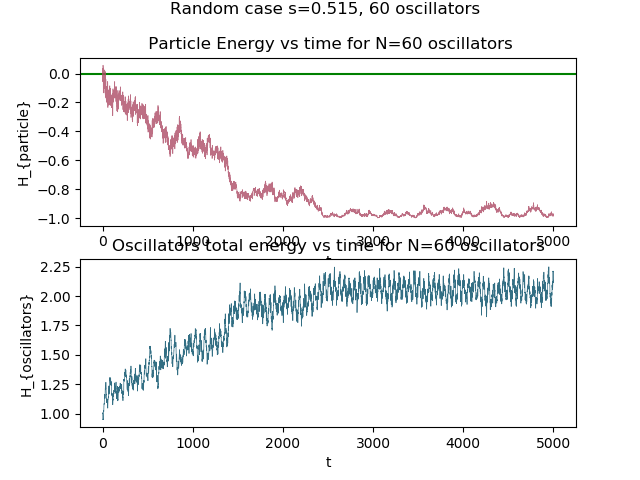 Random case s=0.515, 60 oscillators
Particle Energy vs time for N=60 oscillators
H_{particle}
0.0
−0.2
−0.4
−0.6
−0.8
−1.0
0 1000 2000 3000 4000 5000
t
Oscillators total energy vs time for N=60 oscillators
H_{oscillators}
2.25
2.00
1.75
1.50
1.25
1.00
0 1000 2000 3000 4000 5000
t